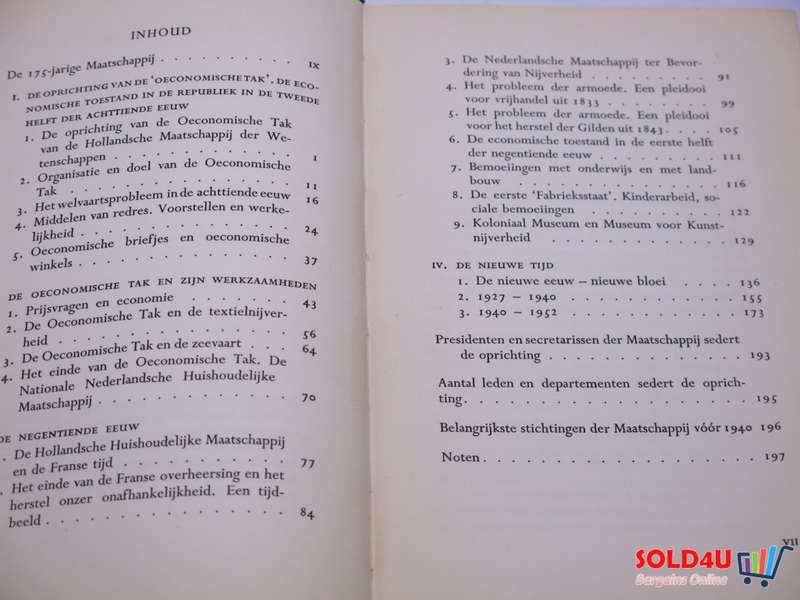 INHOUD
De 175-jarige Maatschappij . . . . . . . . . . IX
I. DE OPRICHTING VAN DE 'OECONOMISCHE TAK'. DE ECO-
NOMISCHE TOESTAND IN DE REPUBLIEK IN DE TWEEDE
HELFT DER ACHTTIENDE EEUW
1. De oprichting van de Oeconomische Tak
van de Hollandsche Maatschappij der We-
tenschappen . . . . . . . . . . 1
2. Organisatie en doel van de Oeconomische
Tak . . . . . . . . . . 11
3. Het welvaartsprobleem in de achttiende eeuw 16
4. Middelen van redres. Voorstellen en werke-
lijkheid . . . . . . . . . . 24
5. Oeconomische briefjes en oeconomische
winkels . . . . . . . . . . 37
DE OECONOMISCHE TAK EN ZIJN WERKZAAMHEDEN
1. Prijsvragen en economie . . . . . . . 43
2. De Oeconomische Tak en de textielnijver-
heid . . . . . . . . . . 56
3. De Oeconomische Tak en de zeevaart . . . 64
4. Het einde van de Oeconomische Tak. De
Nationale Nederlandsche Huishoudelijke
Maatschappij . . . . . . . . . . 70
DE NEGENTIENDE EEUW
. De Hollandsche Huishoudelijke Maatschappij
en de Franse tijd . . . . . . . . . 77
. Het einde van de Franse overheersing en het
herstel onzer onafhankelijkheid. Een tijd-
beeld . . . . . . . . . . 84
3. De Nederlandsche Maatschappij ter Bevor-
dering van Nijverheid . . . . . . . . 91
4. Het probleem der armoede. Een pleidooi
voor vrijhandel uit 1833 . . . . . . . 99
5. Het probleem der armoede. Een pleidooi
voor het herstel der Gilden uit 1843 . . . . 105
6. De economische toestand in de eerste helft
der negentiende eeuw . . . . . . . . 111
7. Bemoeiingen met onderwijs en met land-
bouw . . . . . . . . . . 116
8. De eerste 'Fabrieksstaat'. Kinderarbeid, so-
ciale bemoeiingen . . . . . . . . . 122
9. Koloniaal Museum en Museum voor Kunst-
nijverheid . . . . . . . . . . 129
IV. DE NIEUWE TIJD
1. De nieuwe eeuw – nieuwe bloei . . . . 136
2. 1927 – 1940 . . . . . . . . . . 155
3. 1940 – 1952 . . . . . . . . . . 173
Presidenten en secretarissen der Maatschappij sedert
de oprichting . . . . . . . . . . 193
Aantal leden en departementen sedert de oprich-
ting. . . . . . . . . . . 195
Belangrijkste stichtingen der Maatschappij vóór 1940 196
Noten . . . . . . . . . . 197
VII
SOLD4U
Bargains Online